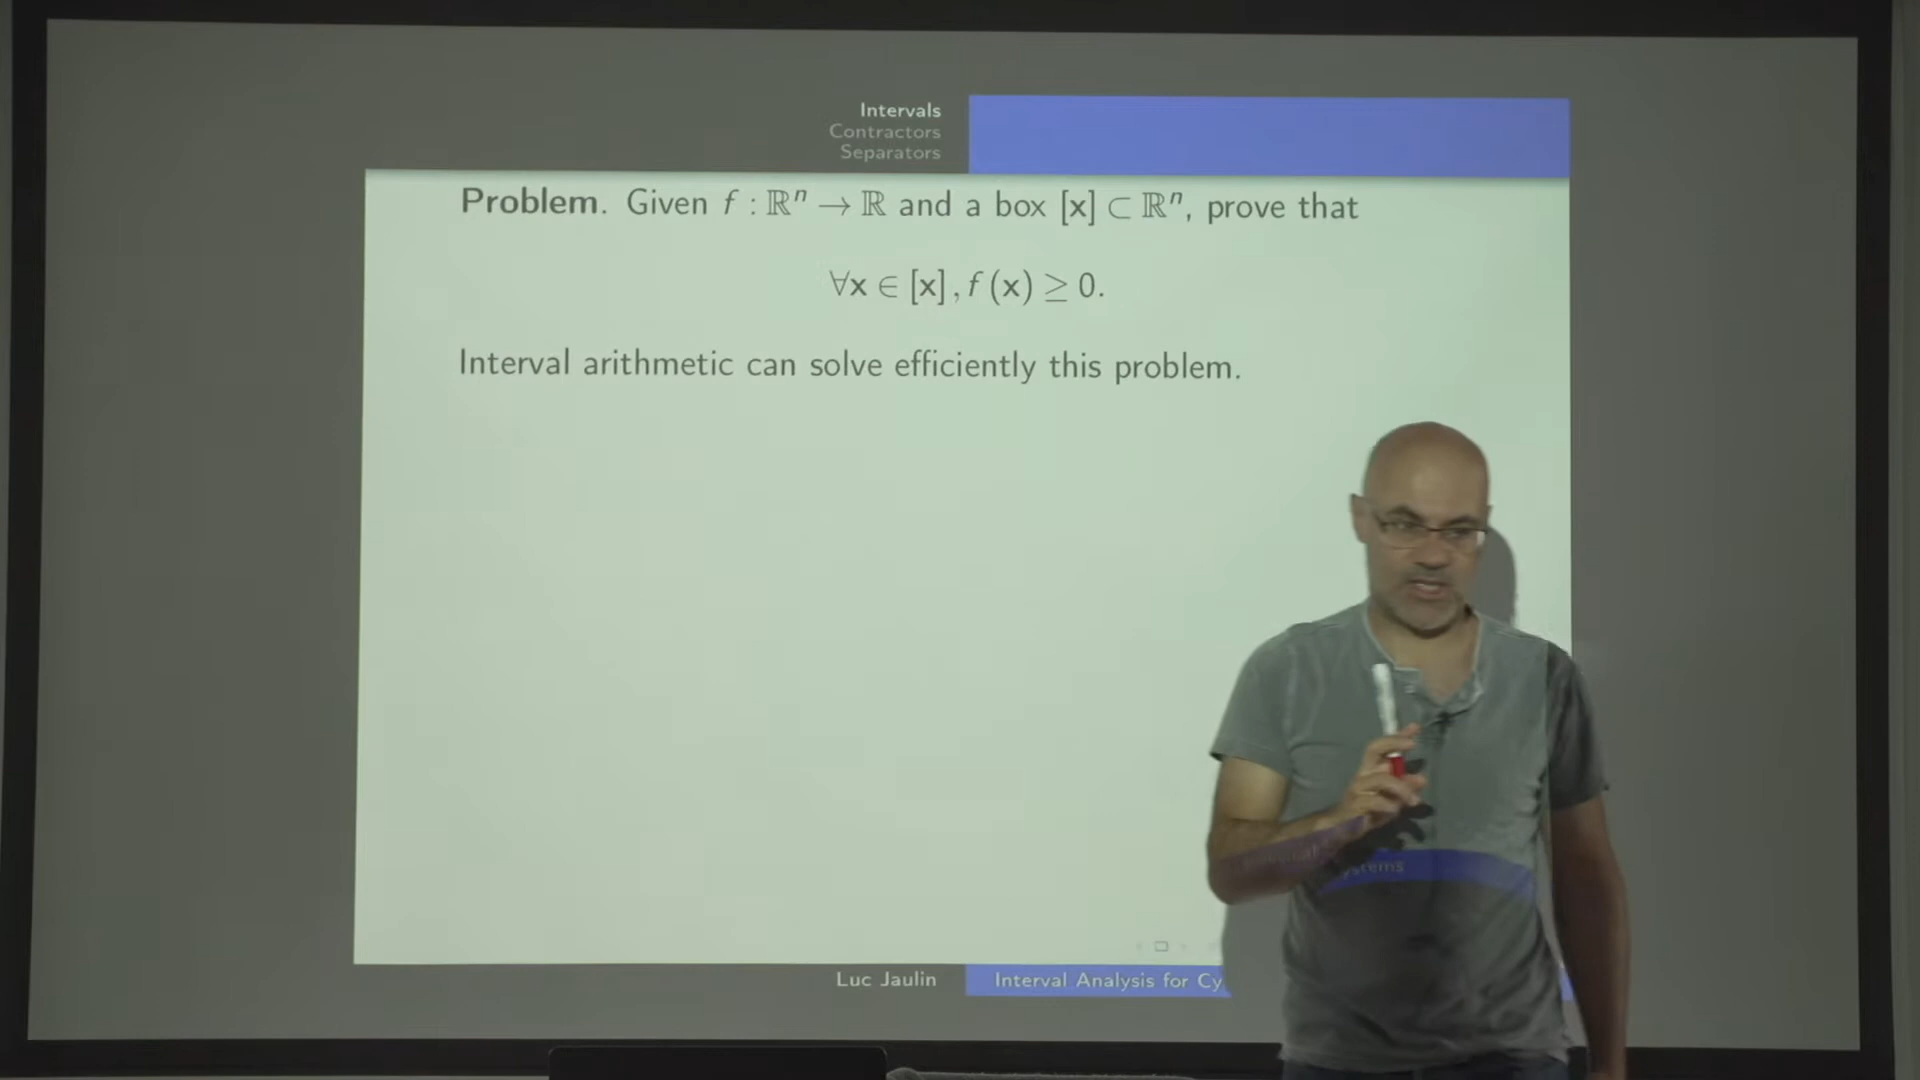 Intervals
Contractors
Separators
Problem. Given f : ℝⁿ → ℝ and a box [x] ⊂ ℝⁿ, prove that
∀x ∈ [x], f (x) ≥ 0.
Interval arithmetic can solve efficiently this problem.
ystems
Luc Jaulin
Interval Analysis for Cy